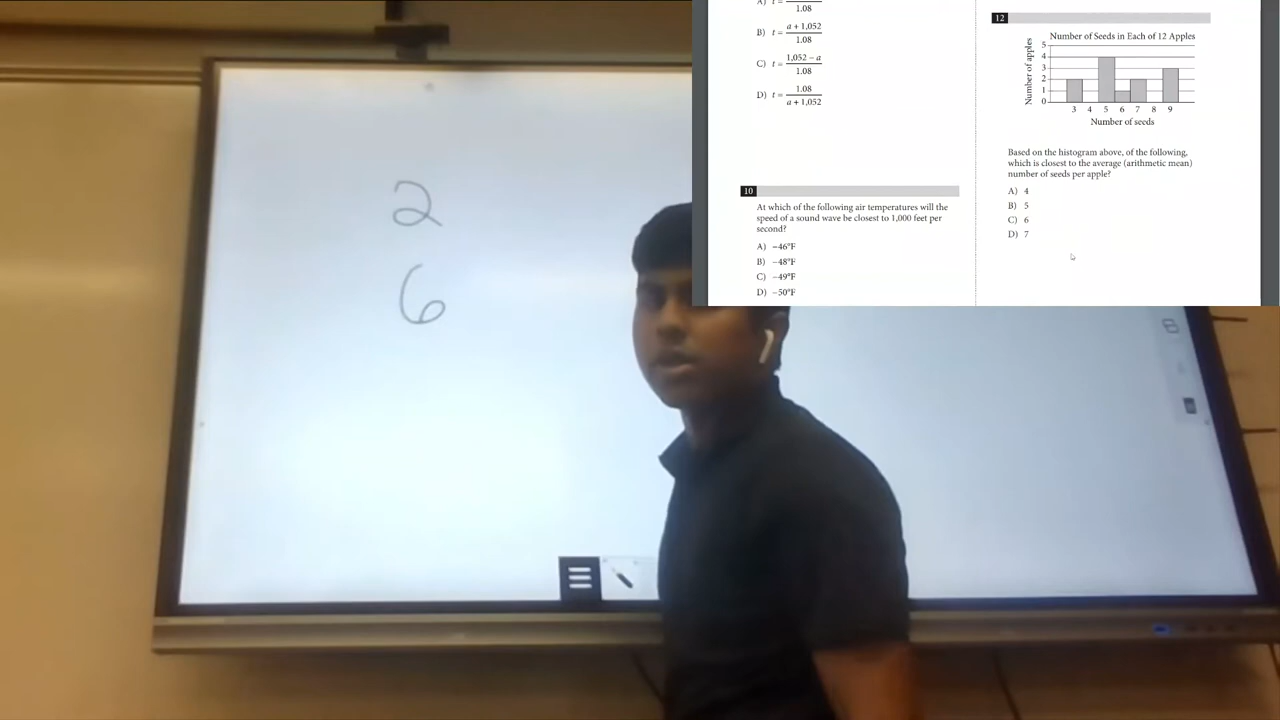 2
6
A) t = 
1.08
B) t = a + 1,052
1.08
C) t = 1,052 − a
1.08
D) t = 1.08
a + 1,052
10
At which of the following air temperatures will the
speed of a sound wave be closest to 1,000 feet per
second?
A) −46°F
B) −48°F
C) −49°F
D) −50°F
12
Number of Seeds in Each of 12 Apples
Number of apples
5
4
3
2
1
0
3 4 5 6 7 8 9
Number of seeds
Based on the histogram above, of the following,
which is closest to the average (arithmetic mean)
number of seeds per apple?
A) 4
B) 5
C) 6
D) 7